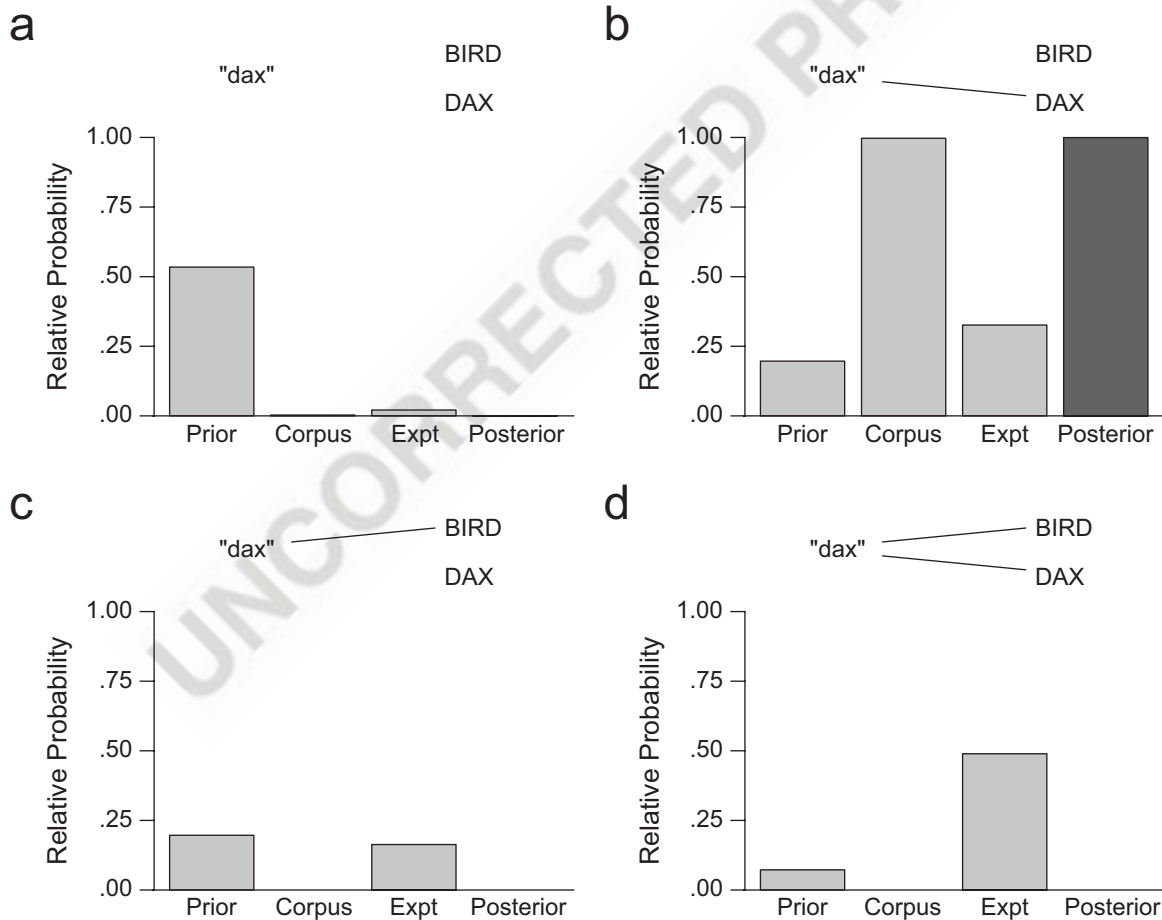 a
"dax"
BIRD
DAX
Relative Probability
1.00
.75
.50
.25
.00
Prior Corpus Expt Posterior
b
"dax"
BIRD
DAX
Relative Probability
1.00
.75
.50
.25
.00
Prior Corpus Expt Posterior
c
"dax"
BIRD
DAX
Relative Probability
1.00
.75
.50
.25
.00
Prior Corpus Expt Posterior
d
"dax"
BIRD
DAX
Relative Probability
1.00
.75
.50
.25
.00
Prior Corpus Expt Posterior
UNCORRECTED PR